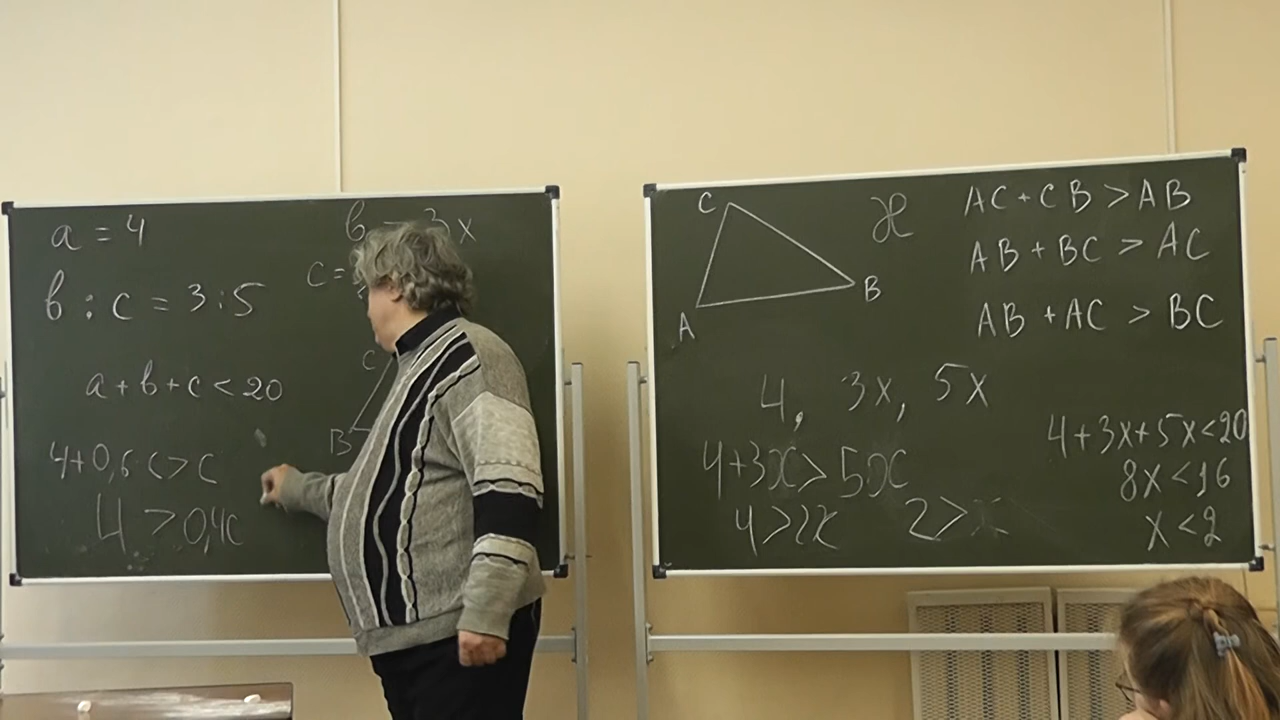 a = 4
в : c = 3:5
a + в + c < 20
4+0,6 c > c
4 > 0,4c
в = 3x
c =
C
B
C
A
B
AC + CB > AB
AB + BC > AC
AB + AC > BC
4, 3x, 5x
4+3x > 5x
4 > 2x
2 > x
4+3x+5x<20
8x < 16
x < 2